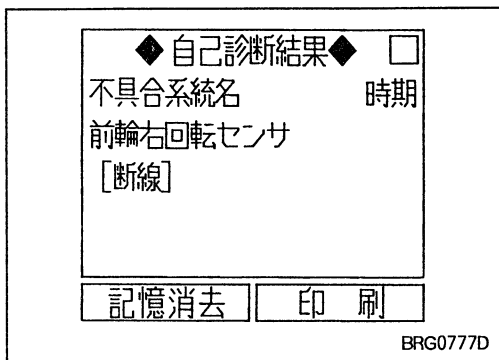 ◆自己診断結果◆ □
不具合系統名 時期
前輪右回転センサ
[断線]
記憶消去 印 刷
BRG0777D